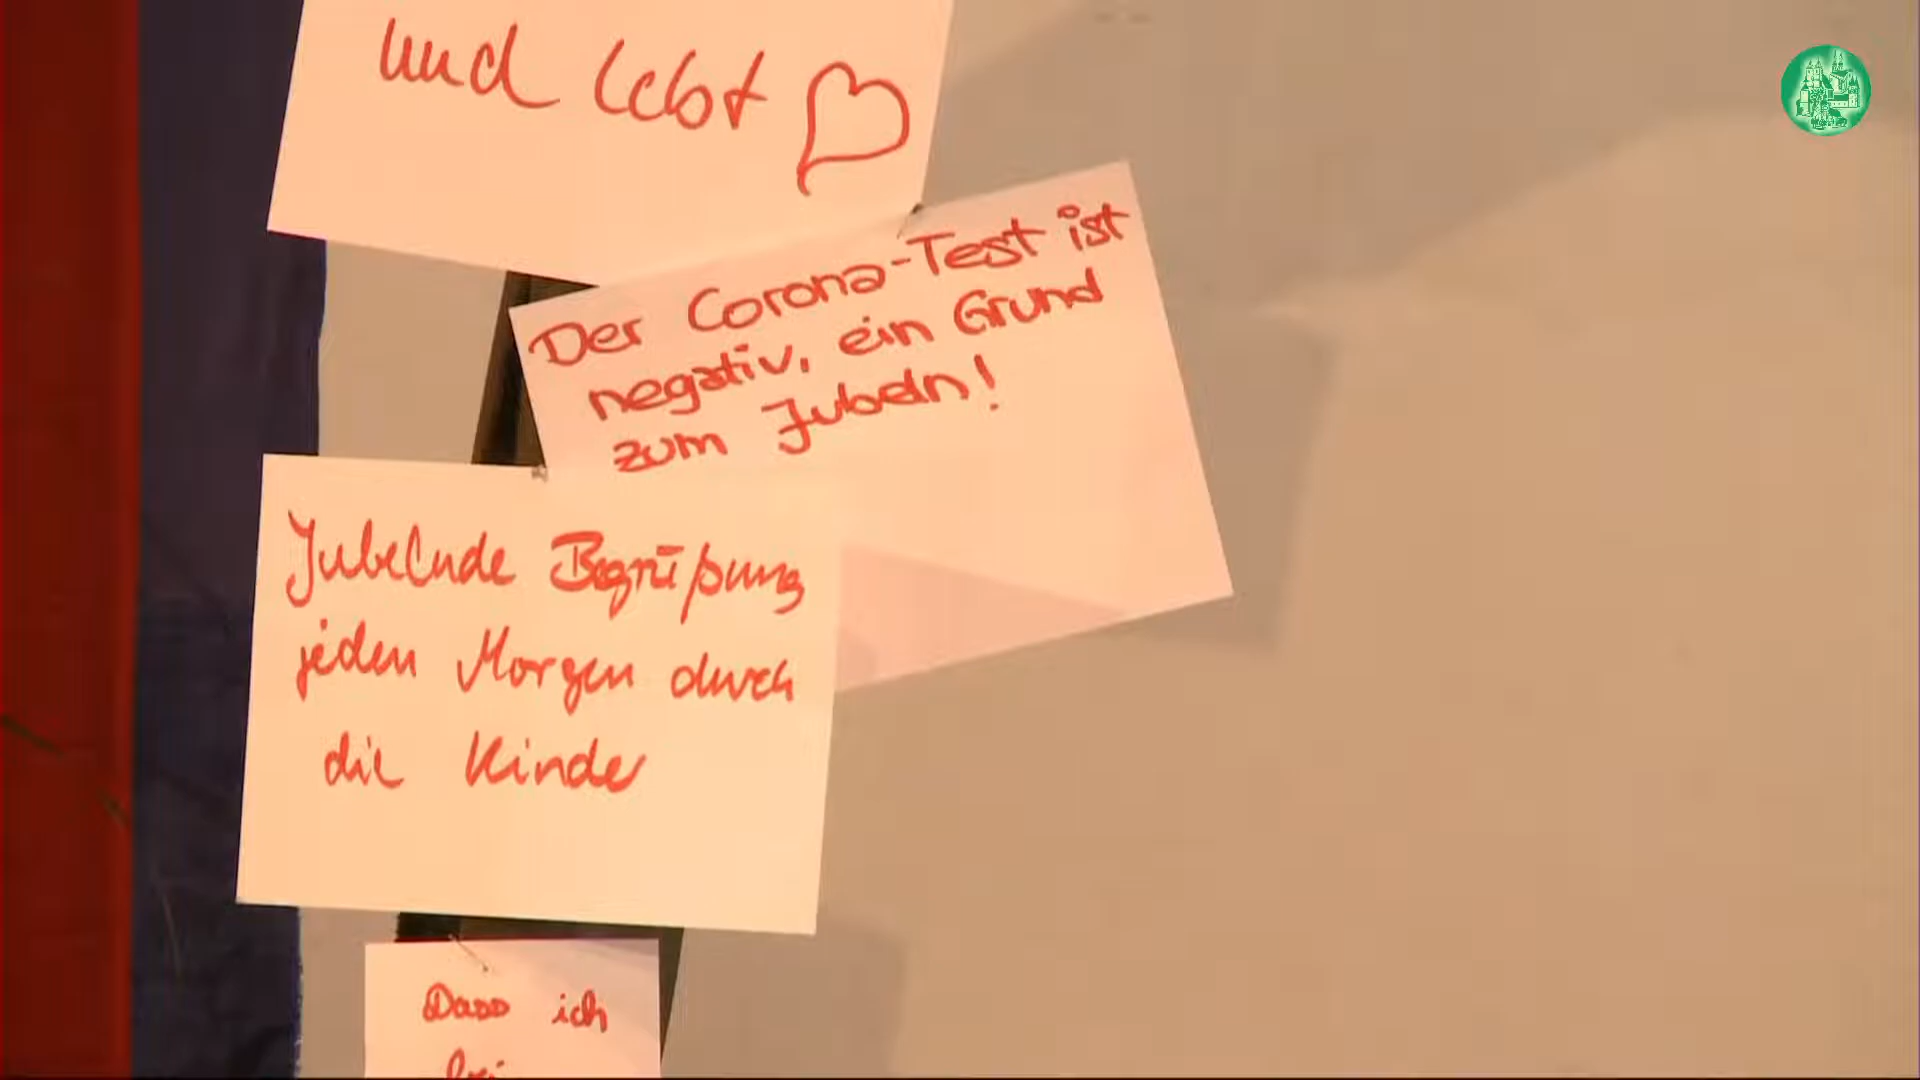 und lebt
Der Corona-Test ist
negativ, ein Grund
zum Jubeln!
Jubelnde Begrüßung
jeden Morgen durch
die Kinder
Dass ich
bei